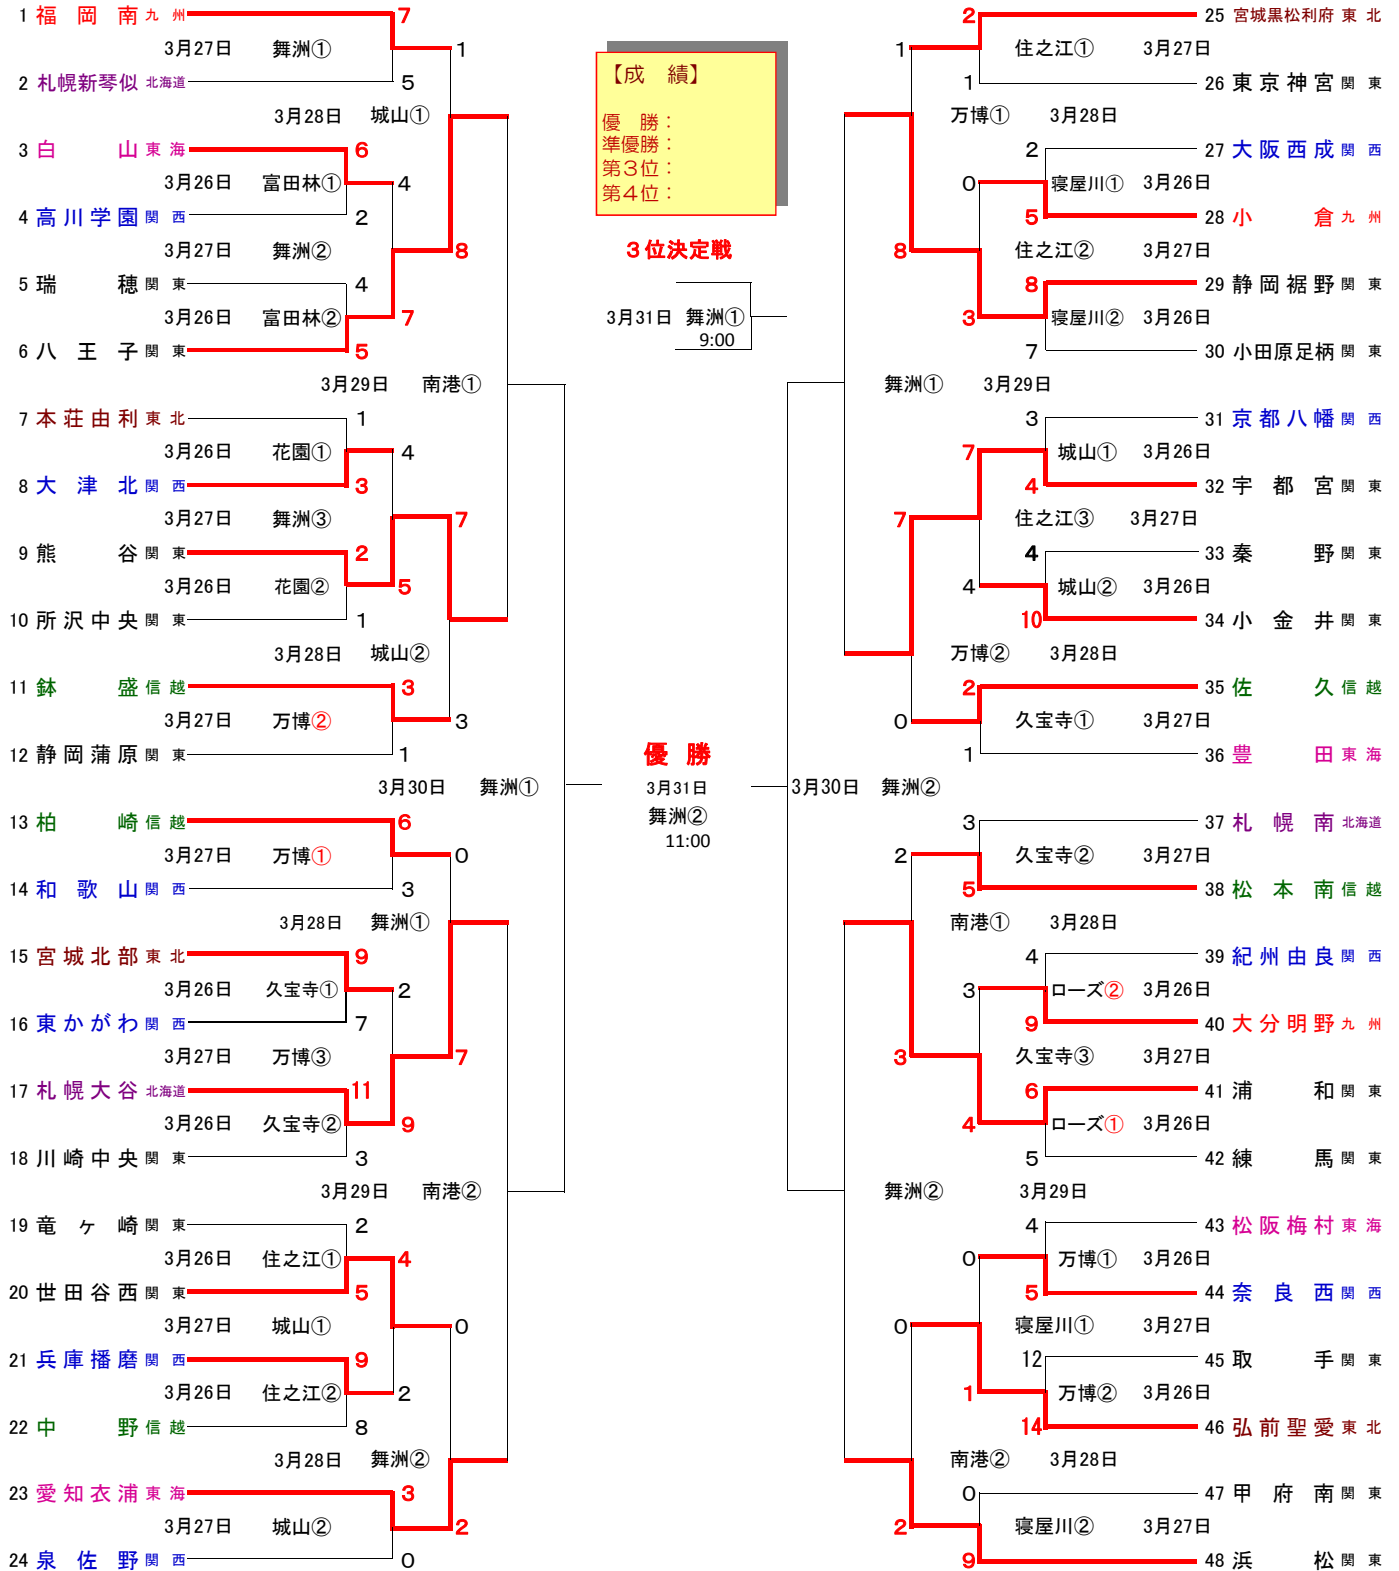 1 福岡南 九州 7 2 25 宮城黒松利府 東北
3月27日 舞洲① 1 1 住之江① 3月27日
2 札幌新琴似 北海道 5 1 26 東京神宮 関東
【成 績】
優 勝：
準優勝：
第３位：
第４位：
3月28日 城山① 万博① 3月28日
3 白山 東海 6 2 27 大阪西成 関西
3月26日 富田林① 4 0 寝屋川① 3月26日
4 高川学園 関西 2 5 28 小倉 九州
3月27日 舞洲② 8 8 住之江② 3月27日
３位決定戦
5 瑞穂 関東 4 8 29 静岡裾野 関東
3月26日 富田林② 7 3月31日 舞洲① 3 寝屋川② 3月26日
9:00
6 八王子 関東 5 7 30 小田原足柄 関東
3月29日 南港① 舞洲① 3月29日
7 本荘由利 東北 1 3 31 京都八幡 関西
3月26日 花園① 4 7 城山① 3月26日
8 大津北 関西 3 4 32 宇都宮 関東
3月27日 舞洲③ 7 7 住之江③ 3月27日
9 熊谷 関東 2 4 33 秦野 関東
3月26日 花園② 5 4 城山② 3月26日
10 所沢中央 関東 1 10 34 小金井 関東
3月28日 城山② 万博② 3月28日
11 鉢盛 信越 3 2 35 佐久 信越
3月27日 万博② 3 0 久宝寺① 3月27日
12 静岡蒲原 関東 1 1 36 豊田 東海
優 勝
3月30日 舞洲① 3月31日 3月30日 舞洲②
舞洲②
11:00
13 柏崎 信越 6 3 37 札幌南 北海道
3月27日 万博① 0 2 久宝寺② 3月27日
14 和歌山 関西 3 5 38 松本南 信越
3月28日 舞洲① 南港① 3月28日
15 宮城北部 東北 9 4 39 紀州由良 関西
3月26日 久宝寺① 2 3 ローズ② 3月26日
16 東かがわ 関西 7 9 40 大分明野 九州
3月27日 万博③ 7 3 久宝寺③ 3月27日
17 札幌大谷 北海道 11 6 41 浦和 関東
3月26日 久宝寺② 9 4 ローズ① 3月26日
18 川崎中央 関東 3 5 42 練馬 関東
3月29日 南港② 舞洲② 3月29日
19 竜ヶ崎 関東 2 4 43 松阪梅村 東海
3月26日 住之江① 4 0 万博① 3月26日
20 世田谷西 関東 5 5 44 奈良西 関西
3月27日 城山① 0 0 寝屋川① 3月27日
21 兵庫播磨 関西 9 12 45 取手 関東
3月26日 住之江② 2 1 万博② 3月26日
22 中野 信越 8 14 46 弘前聖愛 東北
3月28日 舞洲② 南港② 3月28日
23 愛知衣浦 東海 3 0 47 甲府南 関東
3月27日 城山② 2 2 寝屋川② 3月27日
24 泉佐野 関西 0 9 48 浜松 関東